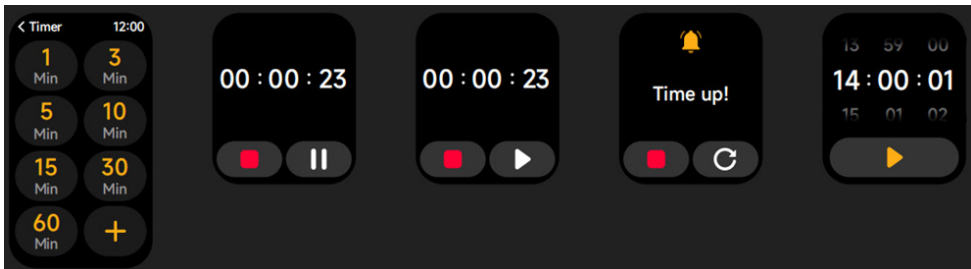 < Timer 12:00
1 3
Min Min
5 10
Min Min
15 30
Min Min
60 +
Min
00 : 00 : 23
00 : 00 : 23
Time up!
13 59 00
14 : 00 : 01
15 01 02